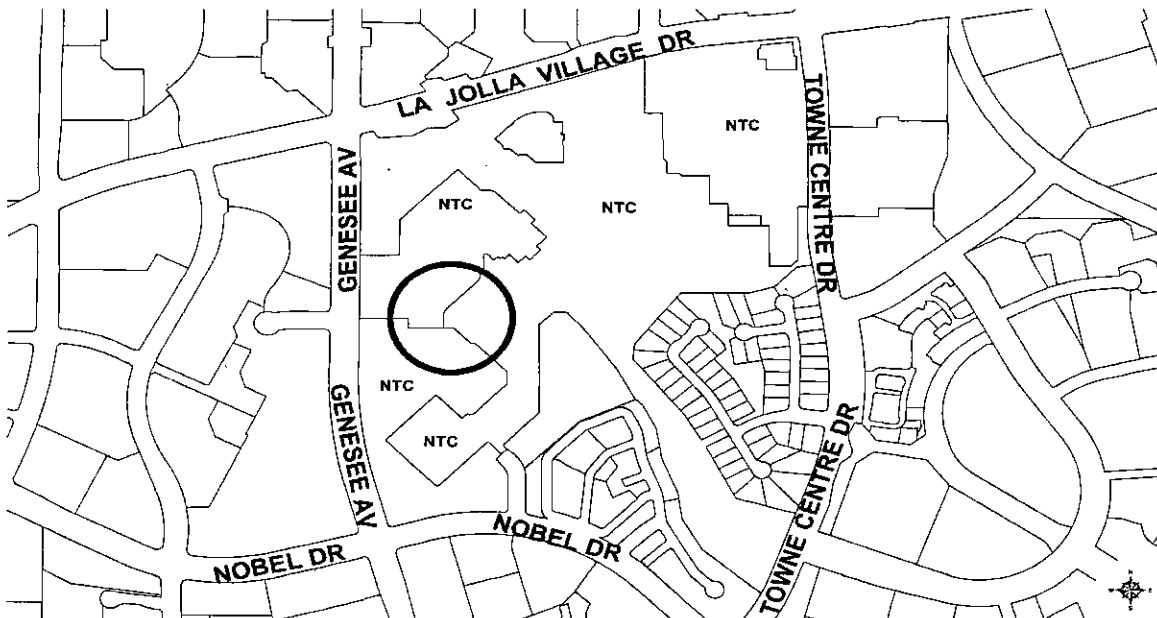 LA JOLLA VILLAGE DR
TOWNE CENTRE DR
NTC
GENESEE AV
NTC
NTC
NTC
GENESEE AV
NTC
TOWNE CENTRE DR
NOBEL DR
NOBEL DR
N
W E
S